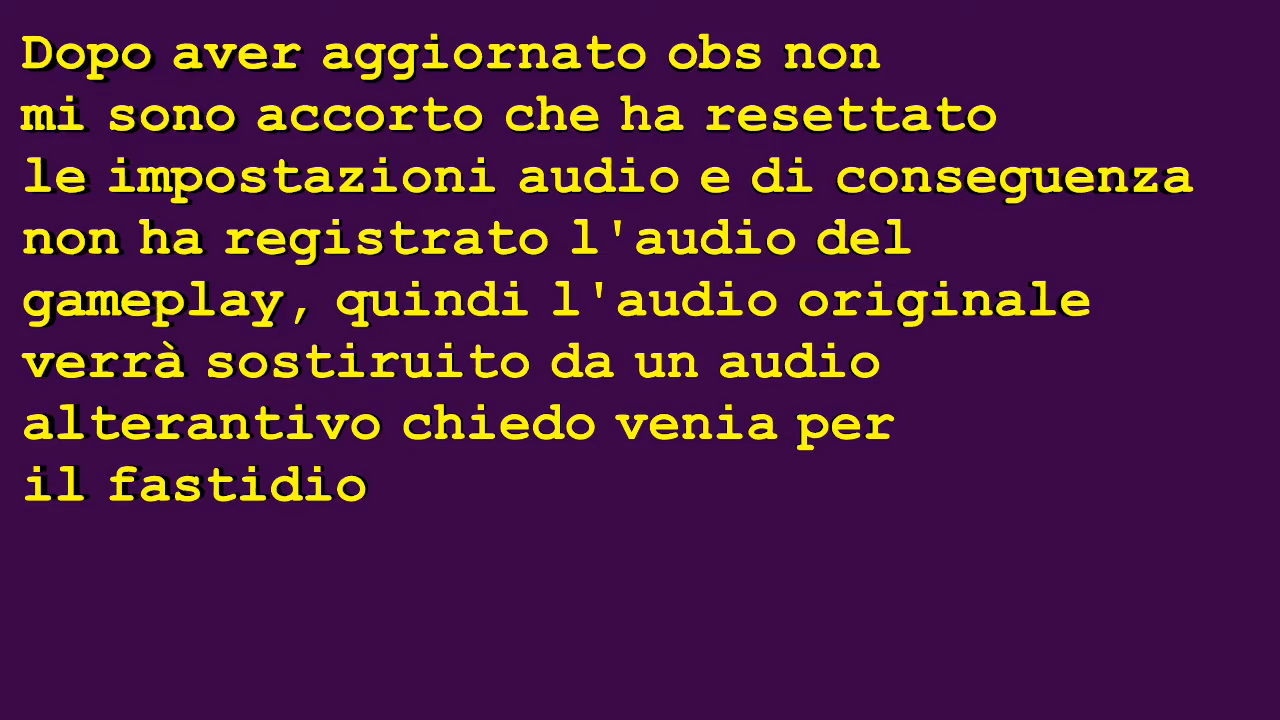 Dopo aver aggiornato obs non
mi sono accorto che ha resettato
le impostazioni audio e di conseguenza
non ha registrato l'audio del
gameplay, quindi l'audio originale
verrà sostiruito da un audio
alterantivo chiedo venia per
il fastidio